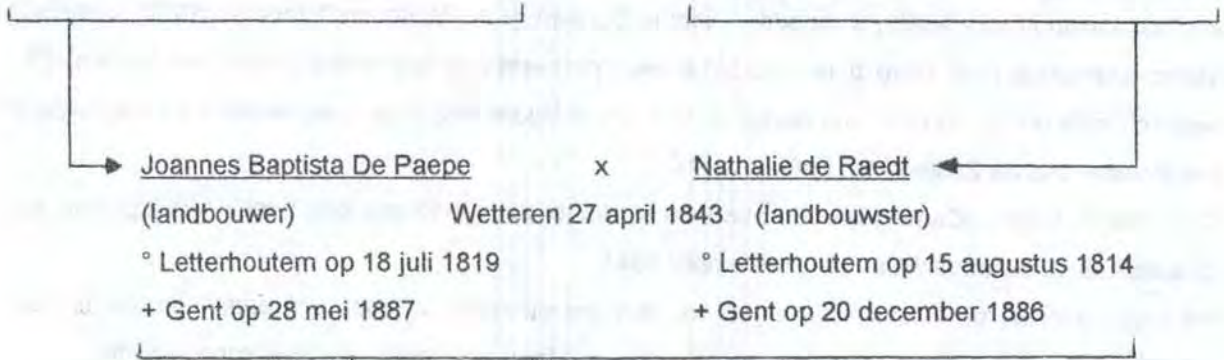 Joannes Baptista De Paepe x Nathalie de Raedt
(landbouwer) Wetteren 27 april 1843 (landbouwster)
° Letterhoutem op 18 juli 1819 ° Letterhoutem op 15 augustus 1814
+ Gent op 28 mei 1887 + Gent op 20 december 1886